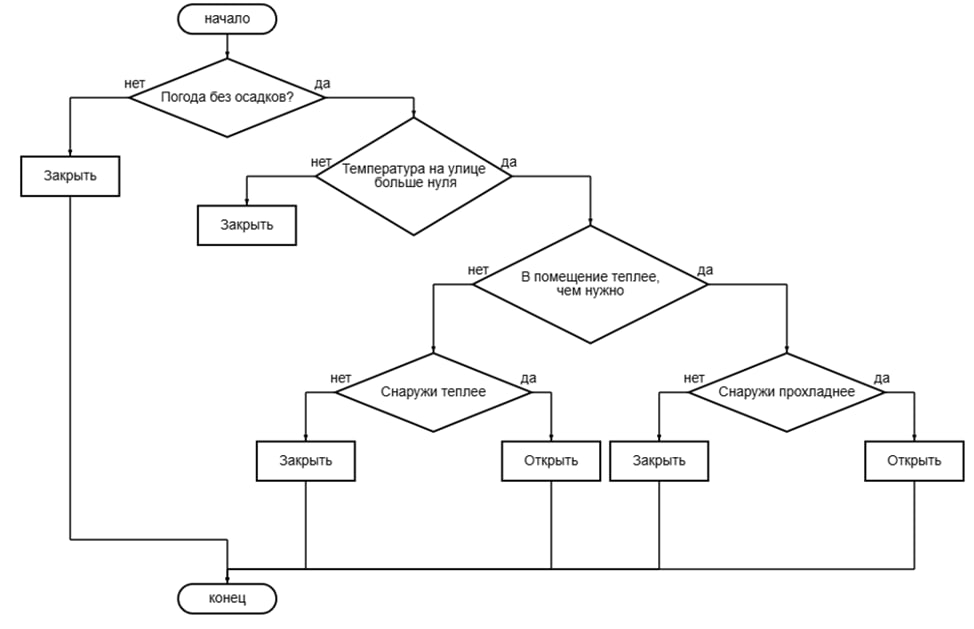 начало
нет
да
Погода без осадков?
Закрыть
нет
да
Температура на улице
больше нуля
Закрыть
нет
да
В помещение теплее,
чем нужно
нет
да
Снаружи теплее
нет
да
Снаружи прохладнее
Закрыть
Открыть
Закрыть
Открыть
конец